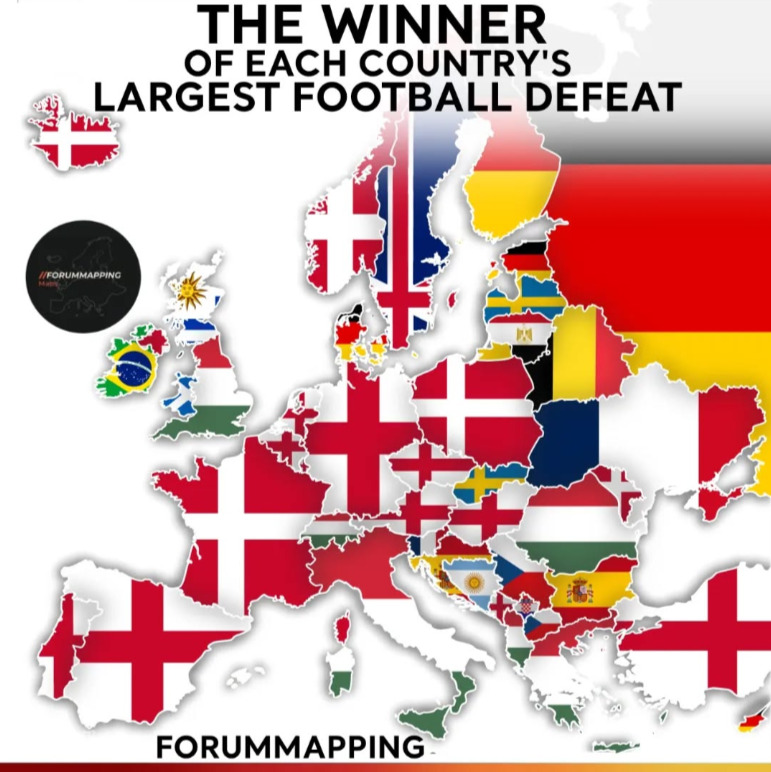 THE WINNER
OF EACH COUNTRY'S
LARGEST FOOTBALL DEFEAT
//FORUMMAPPING
FORUMMAPPING